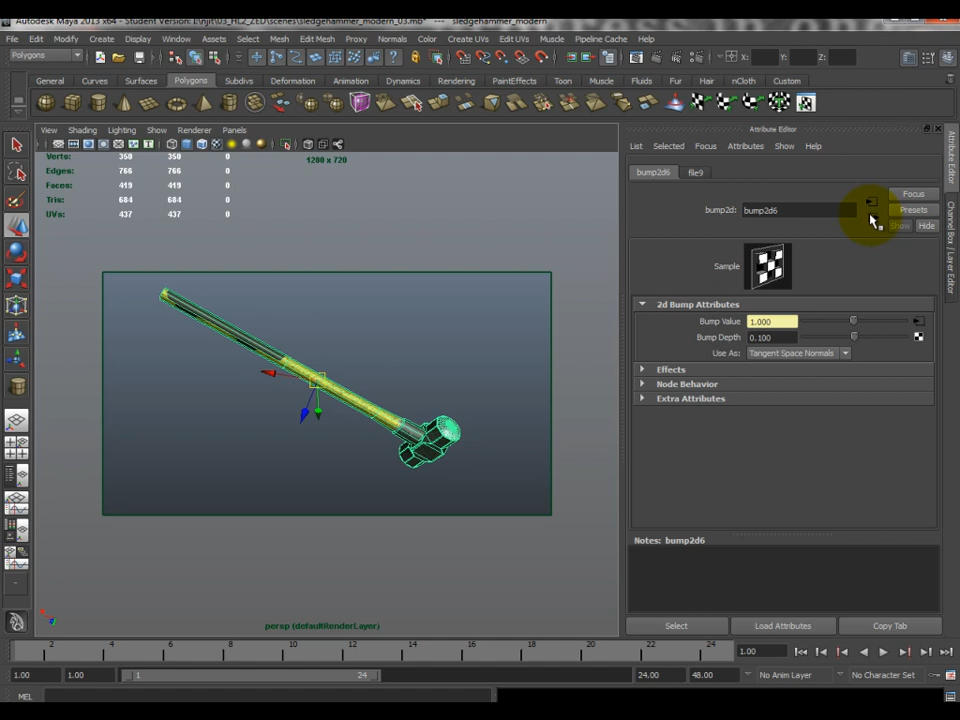 Autodesk Maya 2013 x64 - Student Version: I:\njit\03_HL2_ZED\scenes\sledgehammer_modern_03.mb* --- sledgehammer_modern
File Edit Modify Create Display Window Assets Select Mesh Edit Mesh Proxy Normals Color Create UVs Edit UVs Muscle Pipeline Cache Help
Polygons X: Y: Z:
General Curves Surfaces Polygons Subdivs Deformation Animation Dynamics Rendering PaintEffects Toon Muscle Fluids Fur Hair nCloth Custom
View Shading Lighting Show Renderer Panels
Attribute Editor
List Selected Focus Attributes Show Help
Verts: 350 350 0
Edges: 766 766 0
Faces: 419 419 0
Tris: 684 684 0
UVs: 437 437 0
1280 x 720
bump2d6 file9
Focus
bump2d: bump2d6 Presets
Show Hide
Sample
2d Bump Attributes
Bump Value 1.000
Bump Depth 0.100
Use As: Tangent Space Normals
Effects
Node Behavior
Extra Attributes
Notes: bump2d6
persp (defaultRenderLayer)
Select Load Attributes Copy Tab
Attribute Editor
Channel Box / Layer Editor
2 4 6 8 10 12 14 16 18 20 22 24 1.00
1.00 1.00 1 24 24.00 48.00 No Anim Layer No Character Set
MEL